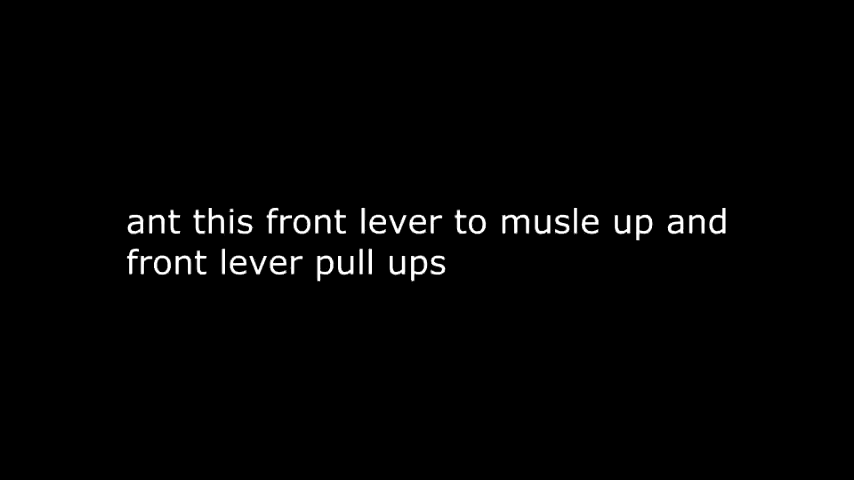 ant this front lever to musle up and
front lever pull ups